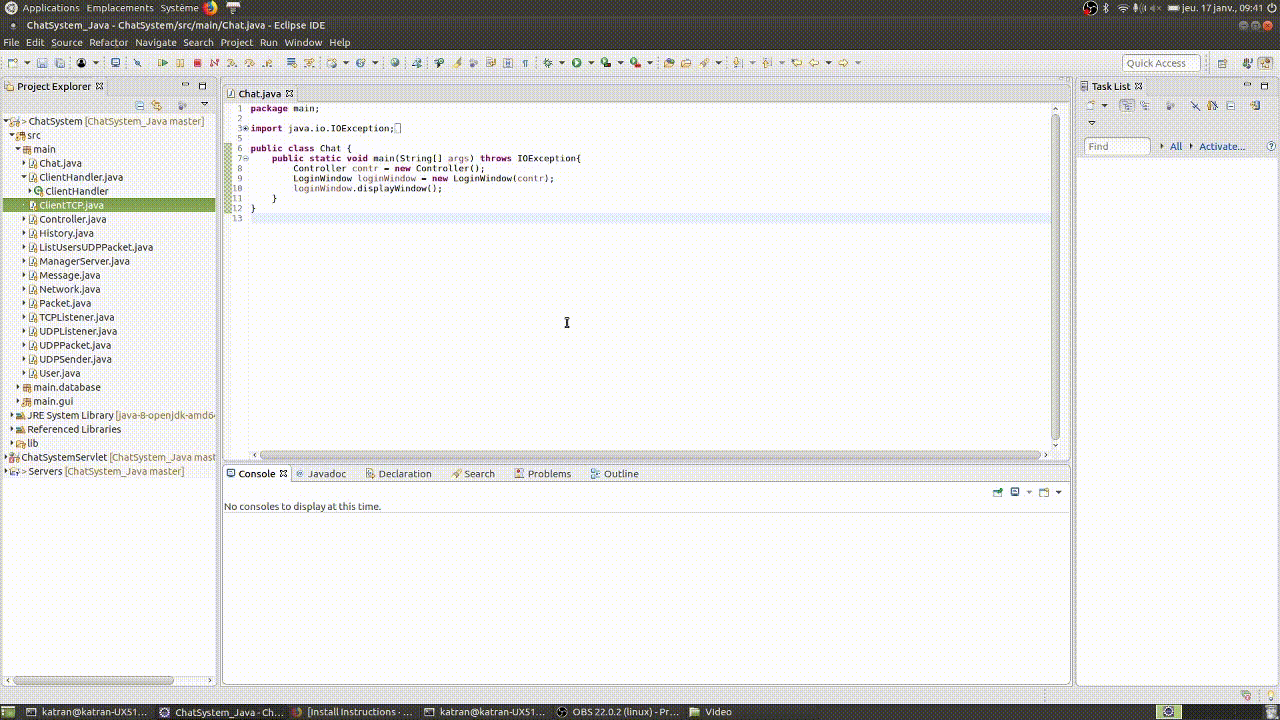 Applications Emplacements Système jeu. 17 janv., 09:41
ChatSystem_Java - ChatSystem/src/main/Chat.java - Eclipse IDE
File Edit Source Refactor Navigate Search Project Run Window Help
Quick Access
Project Explorer
ChatSystem [ChatSystem_Java master]
src
main
Chat.java
ClientHandler.java
ClientHandler
ClientTCP.java
Controller.java
History.java
ListUsersUDPPacket.java
ManagerServer.java
Message.java
Network.java
Packet.java
TCPListener.java
UDPListener.java
UDPPacket.java
UDPSender.java
User.java
main.database
main.gui
JRE System Library [java-8-openjdk-amd6
Referenced Libraries
lib
ChatSystemServlet [ChatSystem_Java mast
Servers [ChatSystem_Java master]
Chat.java
1 package main;
2
3 import java.io.IOException;
5
6 public class Chat {
7 public static void main(String[] args) throws IOException{
8 Controller contr = new Controller();
9 LoginWindow loginWindow = new LoginWindow(contr);
10 loginWindow.displayWindow();
11 }
12 }
13
Console Javadoc Declaration Search Problems Outline
No consoles to display at this time.
Task List
Find All Activate...
katran@katran-UX51... ChatSystem_Java - Ch... [Install Instructions - ... katran@katran-UX51... OBS 22.0.2 (linux) - Pr... Video